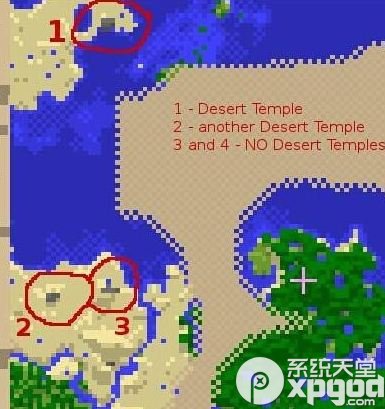 1
1 - Desert Temple
2 - another Desert Temple
3 and 4 - NO Desert Temples
2
3
系统天堂
xpgod